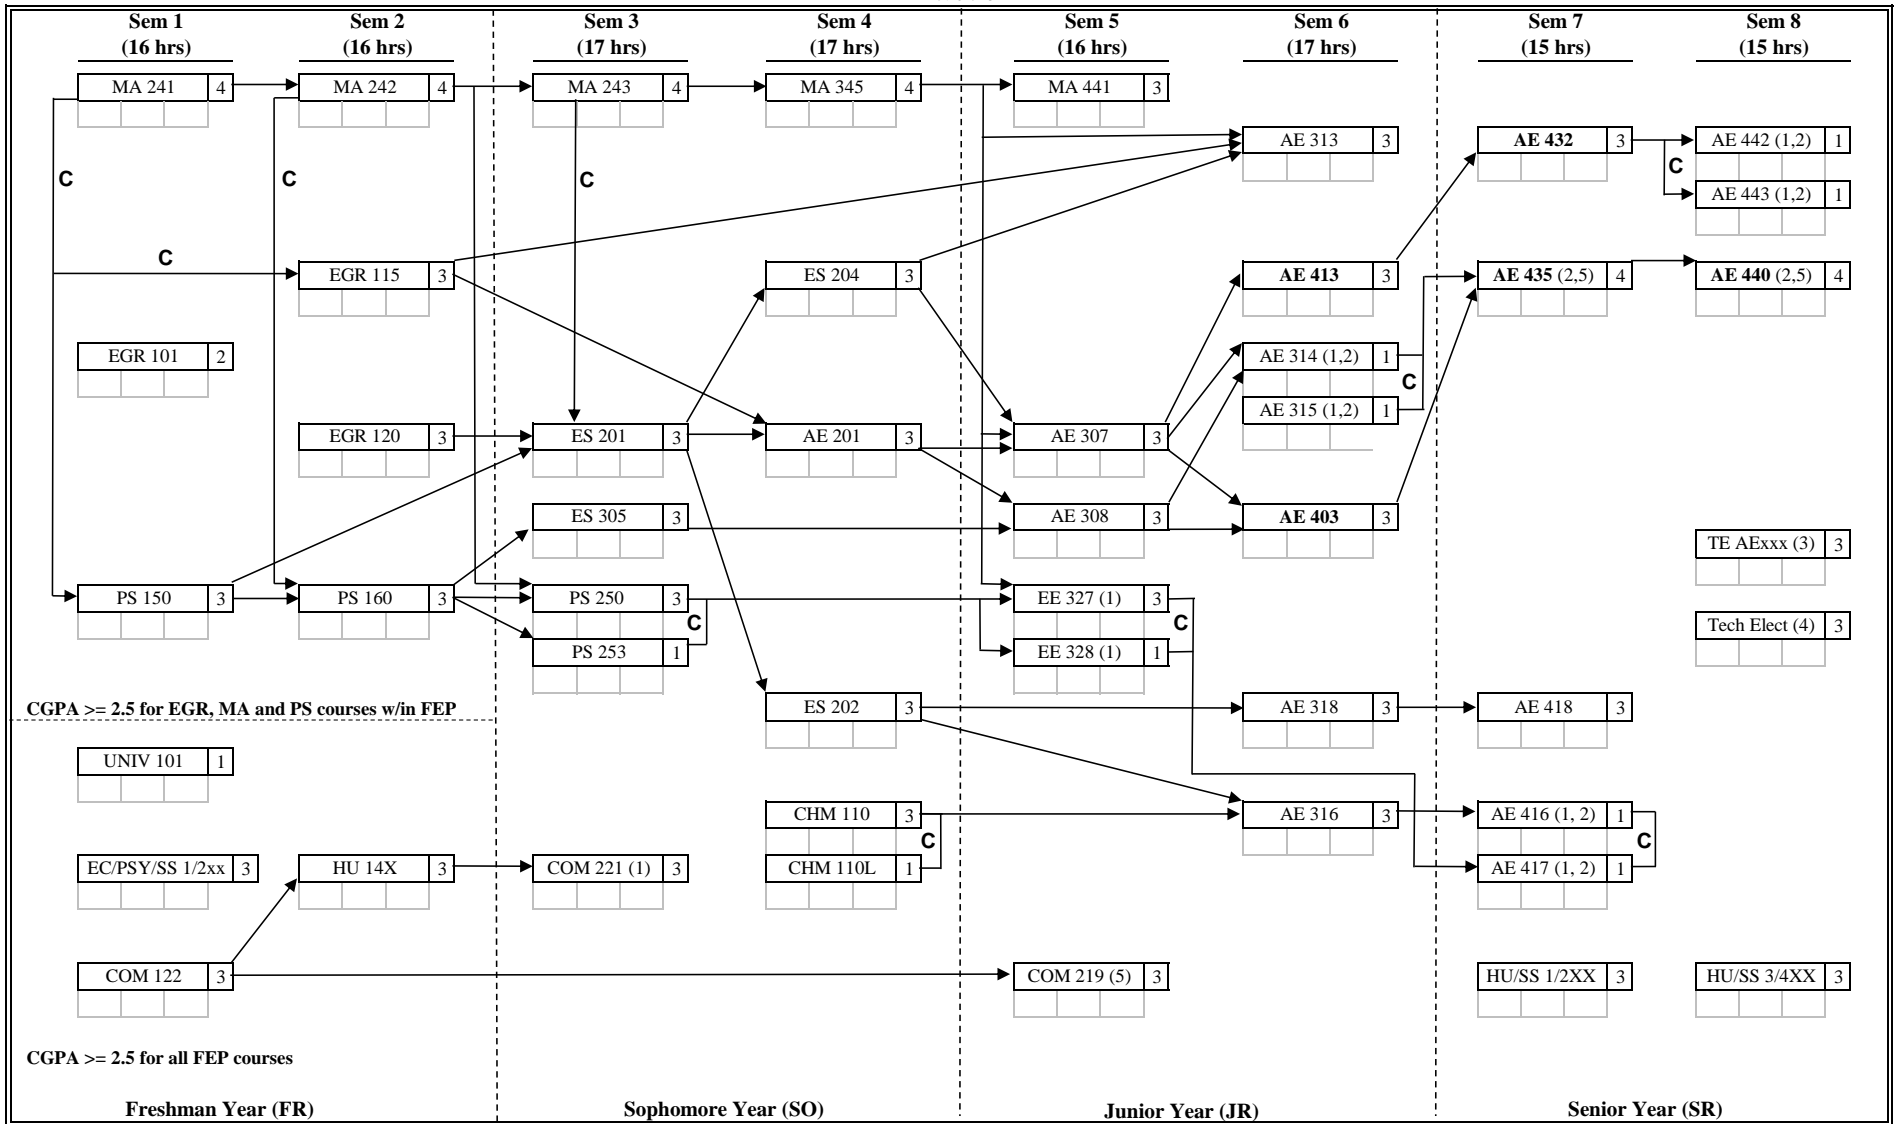 Sem 1 Sem 2 Sem 3 Sem 4 Sem 5 Sem 6 Sem 7 Sem 8
(16 hrs) (16 hrs) (17 hrs) (17 hrs) (16 hrs) (17 hrs) (15 hrs) (15 hrs)
MA 241 4 MA 242 4 MA 243 4 MA 345 4 MA 441 3
AE 313 3 AE 432 3 AE 442 (1,2) 1
C
C C C
AE 443 (1,2) 1
C
EGR 115 3 ES 204 3 AE 413 3 AE 435 (2,5) 4 AE 440 (2,5) 4
EGR 101 2 AE 314 (1,2) 1
C
AE 315 (1,2) 1
EGR 120 3 ES 201 3 AE 201 3 AE 307 3
ES 305 3 AE 308 3 AE 403 3
TE AExxx (3) 3
PS 150 3 PS 160 3 PS 250 3 EE 327 (1) 3
C C
Tech Elect (4) 3
PS 253 1 EE 328 (1) 1
CGPA >= 2.5 for EGR, MA and PS courses w/in FEP
ES 202 3 AE 318 3 AE 418 3
UNIV 101 1
CHM 110 3 AE 316 3 AE 416 (1, 2) 1
C C
EC/PSY/SS 1/2xx 3 HU 14X 3 COM 221 (1) 3 CHM 110L 1 AE 417 (1, 2) 1
COM 122 3 COM 219 (5) 3 HU/SS 1/2XX 3 HU/SS 3/4XX 3
CGPA >= 2.5 for all FEP courses
Freshman Year (FR) Sophomore Year (SO) Junior Year (JR) Senior Year (SR)